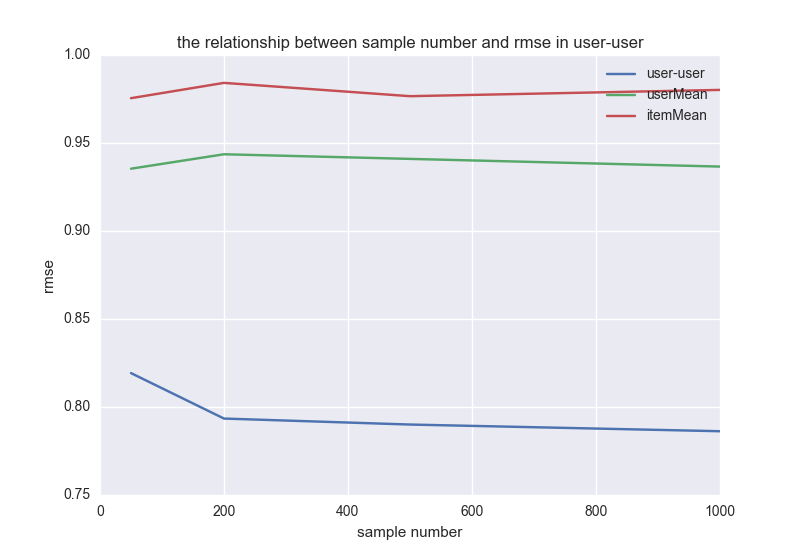 the relationship between sample number and rmse in user-user
1.00
0.95
0.90
0.85
0.80
0.75
rmse
user-user
userMean
itemMean
0
200
400
600
800
1000
sample number